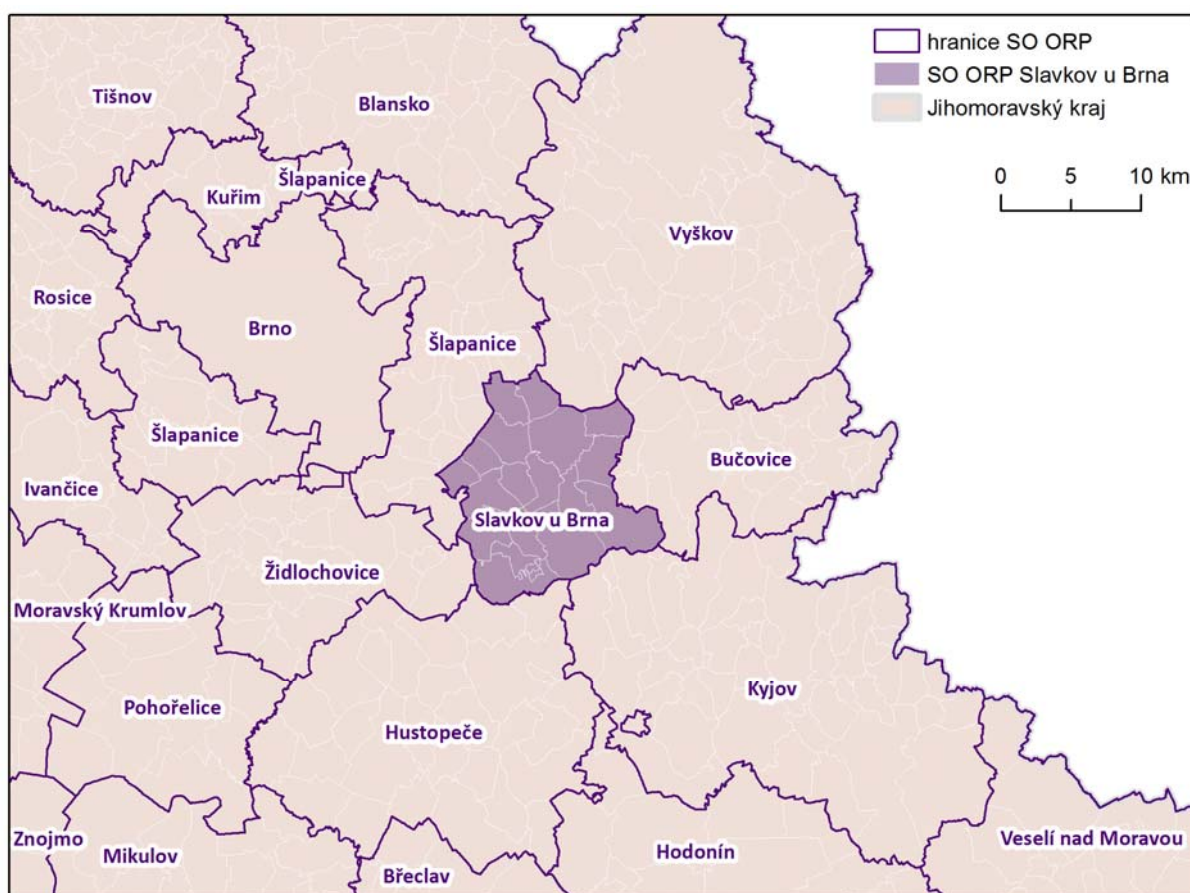 hranice SO ORP
SO ORP Slavkov u Brna
Jihomoravský kraj
0 5 10 km
Tišnov
Blansko
Šlapanice
Kuřim
Vyškov
Rosice
Brno
Šlapanice
Šlapanice
Bučovice
Ivančice
Slavkov u Brna
Židlochovice
Moravský Krumlov
Kyjov
Pohořelice
Hustopeče
Znojmo
Mikulov
Břeclav
Hodonín
Veselí nad Moravou